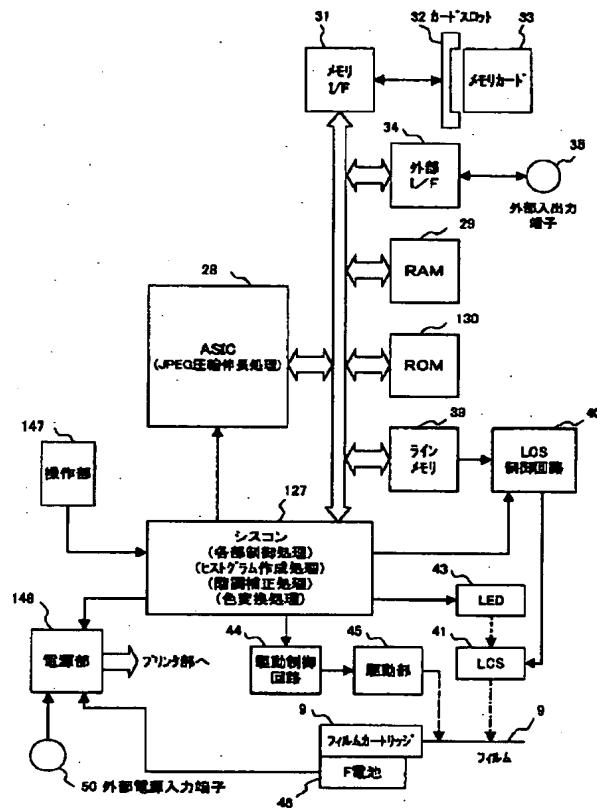 31
32 カードスロット
33
メモリ
I/F
メモリカード
34
外部
I/F
38
外部入出力
端子
29
RAM
28
ASIC
(JPEG圧縮伸長処理)
130
ROM
147
操作部
39
ライン
メモリ
40
LCS
制御回路
127
シスコン
(各部制御処理)
(ヒストグラム作成処理)
(階調補正処理)
(色変換処理)
43
LED
148
電源部
プリンタ部へ
44
駆動制御
回路
45
駆動部
41
LCS
9
フィルムカートリッジ
9
フィルム
F電池
46
50 外部電源入力端子